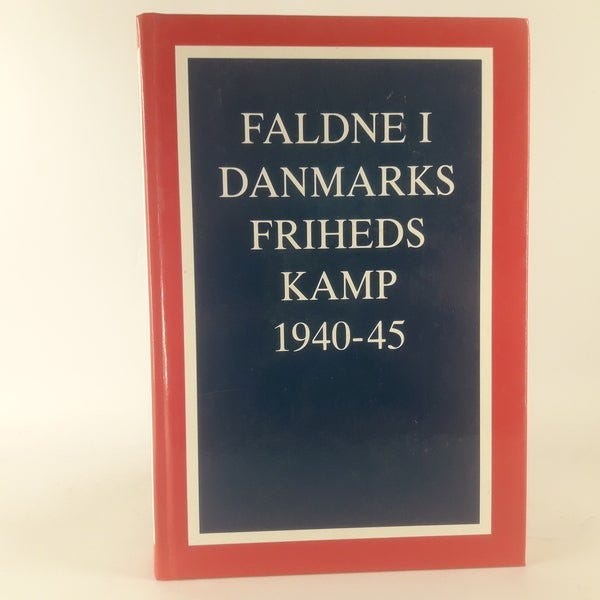 FALDNE I
DANMARKS
FRIHEDS
KAMP
1940-45